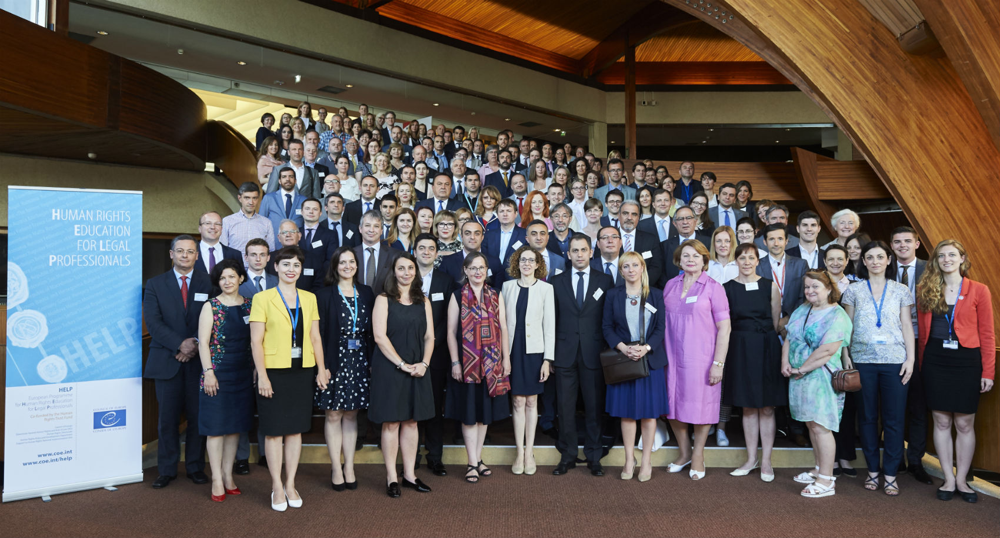 HUMAN RIGHTS
EDUCATION
FOR LEGAL
PROFESSIONALS
HELP
HELP
European Programme
for Human Rights Education
for Legal Professionals
Co-funded by the Human
Rights Trust Fund
COUNCIL OF EUROPE
CONSEIL DE L'EUROPE
www.coe.int
www.coe.int/help